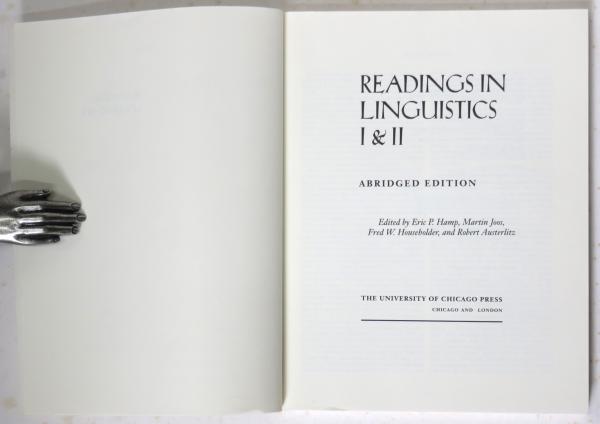 READINGS IN
LINGUISTICS
I & II
ABRIDGED EDITION
Edited by Eric P. Hamp, Martin Joos,
Fred W. Householder, and Robert Austerlitz
THE UNIVERSITY OF CHICAGO PRESS
CHICAGO AND LONDON